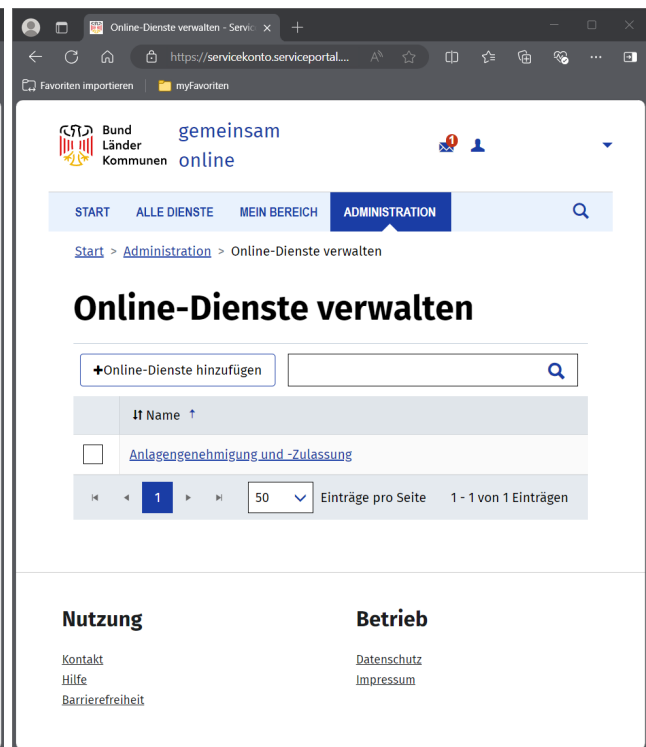 Online-Dienste verwalten - Servic
https://servicekonto.serviceportal....
Favoriten importieren myFavoriten
Bund
Länder
Kommunen
gemeinsam
online
1
START ALLE DIENSTE MEIN BEREICH ADMINISTRATION
Start > Administration > Online-Dienste verwalten
Online-Dienste verwalten
+Online-Dienste hinzufügen
Name
Anlagengenehmigung und -Zulassung
1 50 Einträge pro Seite 1 - 1 von 1 Einträgen
Nutzung Betrieb
Kontakt Datenschutz
Hilfe Impressum
Barrierefreiheit